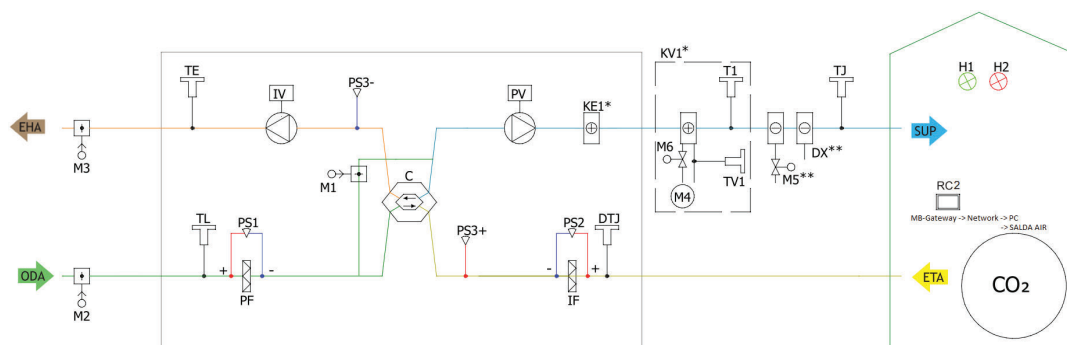 KV1*
TE
PS3-
T1
TJ
H1
H2
IV
PV
KE1*
EHA
SUP
M3
M6
DX**
M1
C
TV1
M5**
M4
RC2
MB-Gateway -> Network -> PC
-> SALDA AIR
TL
PS1
PS3+
PS2
DTJ
+
-
-
+
ODA
ETA
CO₂
PF
IF
M2